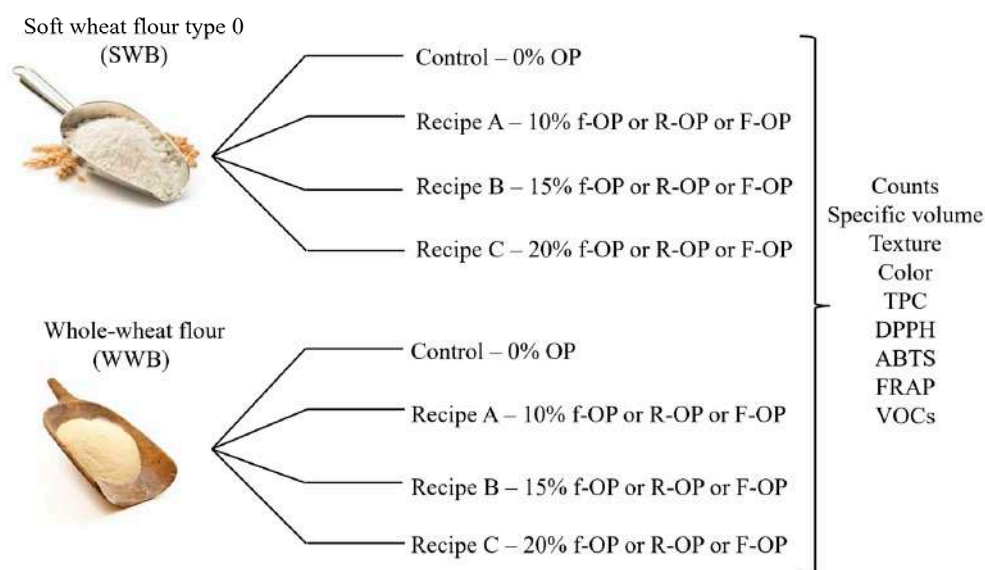 Soft wheat flour type 0
(SWB)
Control – 0% OP
Recipe A – 10% f-OP or R-OP or F-OP
Recipe B – 15% f-OP or R-OP or F-OP
Recipe C – 20% f-OP or R-OP or F-OP
Whole-wheat flour
(WWB)
Control – 0% OP
Recipe A – 10% f-OP or R-OP or F-OP
Recipe B – 15% f-OP or R-OP or F-OP
Recipe C – 20% f-OP or R-OP or F-OP
Counts
Specific volume
Texture
Color
TPC
DPPH
ABTS
FRAP
VOCs